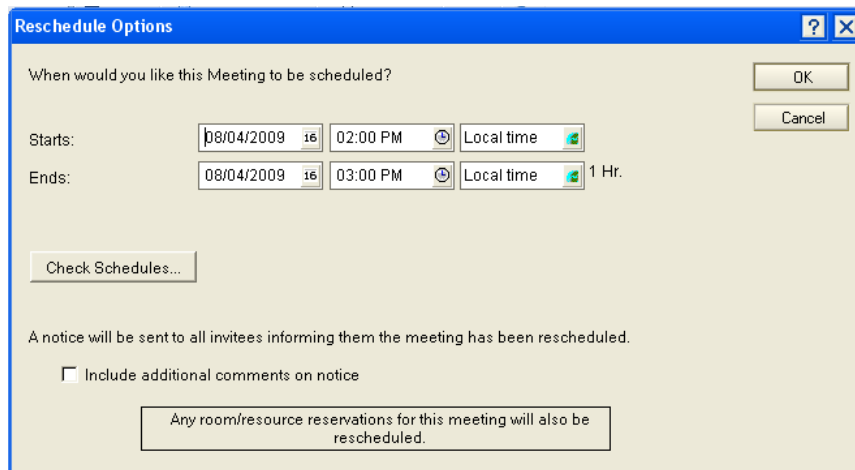 Reschedule Options
When would you like this Meeting to be scheduled?
OK
Cancel
Starts: 08/04/2009 16 02:00 PM Local time
Ends: 08/04/2009 16 03:00 PM Local time 1 Hr.
Check Schedules...
A notice will be sent to all invitees informing them the meeting has been rescheduled.
Include additional comments on notice
Any room/resource reservations for this meeting will also be
rescheduled.